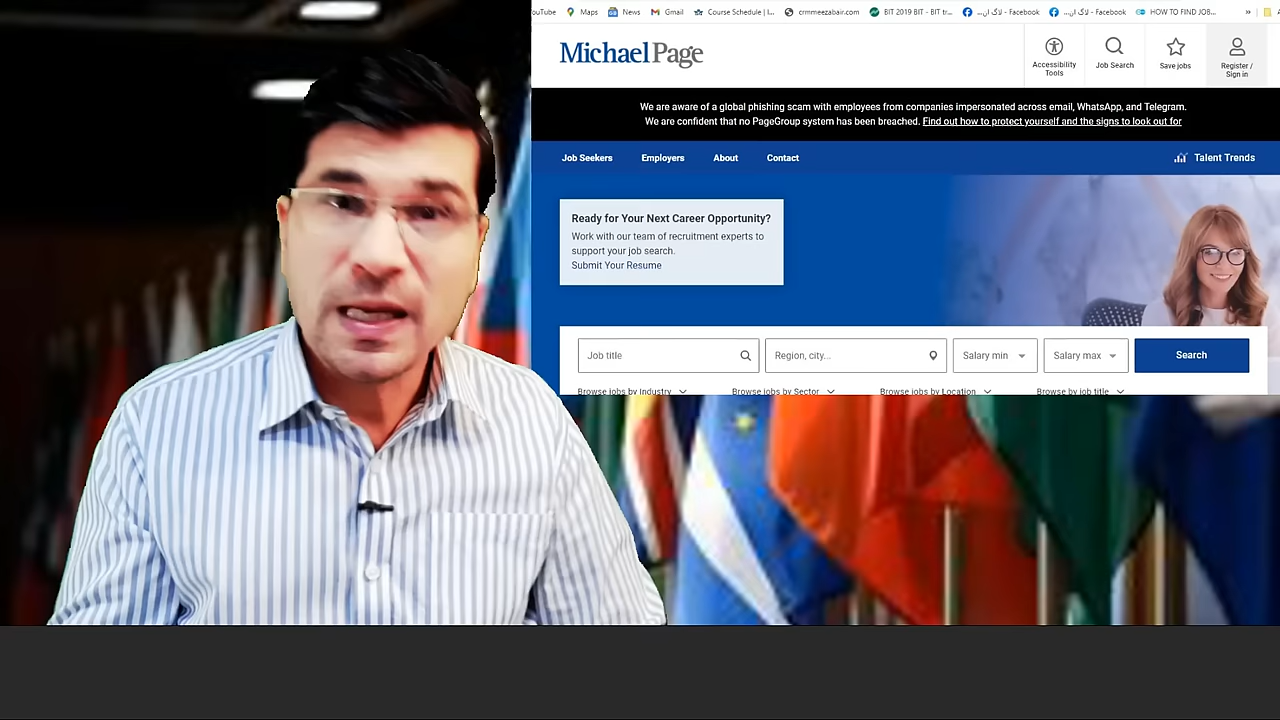 ouTube Maps News Gmail Course Schedule | I... crmmeezabair.com BIT 2019 BIT - BIT tr... لاگ ان... - Facebook لاگ ان... - Facebook HOW TO FIND JOB... »
MichaelPage
Accessibility Tools
Job Search
Save jobs
Register / Sign in
We are aware of a global phishing scam with employees from companies impersonated across email, WhatsApp, and Telegram.
We are confident that no PageGroup system has been breached. Find out how to protect yourself and the signs to look out for
Job Seekers Employers About Contact Talent Trends
Ready for Your Next Career Opportunity?
Work with our team of recruitment experts to
support your job search.
Submit Your Resume
Job title Region, city... Salary min Salary max Search
Browse jobs by Industry Browse jobs by Sector Browse jobs by Location Browse by job title